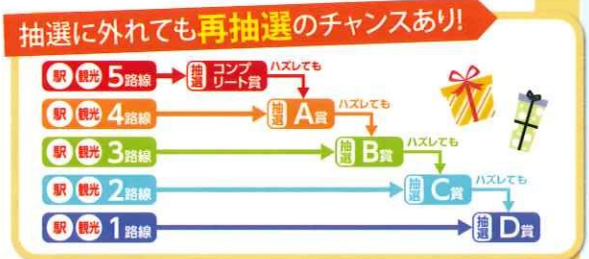 抽選に外れても再抽選のチャンスあり!
駅 観光 5路線 抽選 コンプリート賞 ハズレても
駅 観光 4路線 抽選 A賞 ハズレても
駅 観光 3路線 抽選 B賞 ハズレても
駅 観光 2路線 抽選 C賞 ハズレても
駅 観光 1路線 抽選 D賞